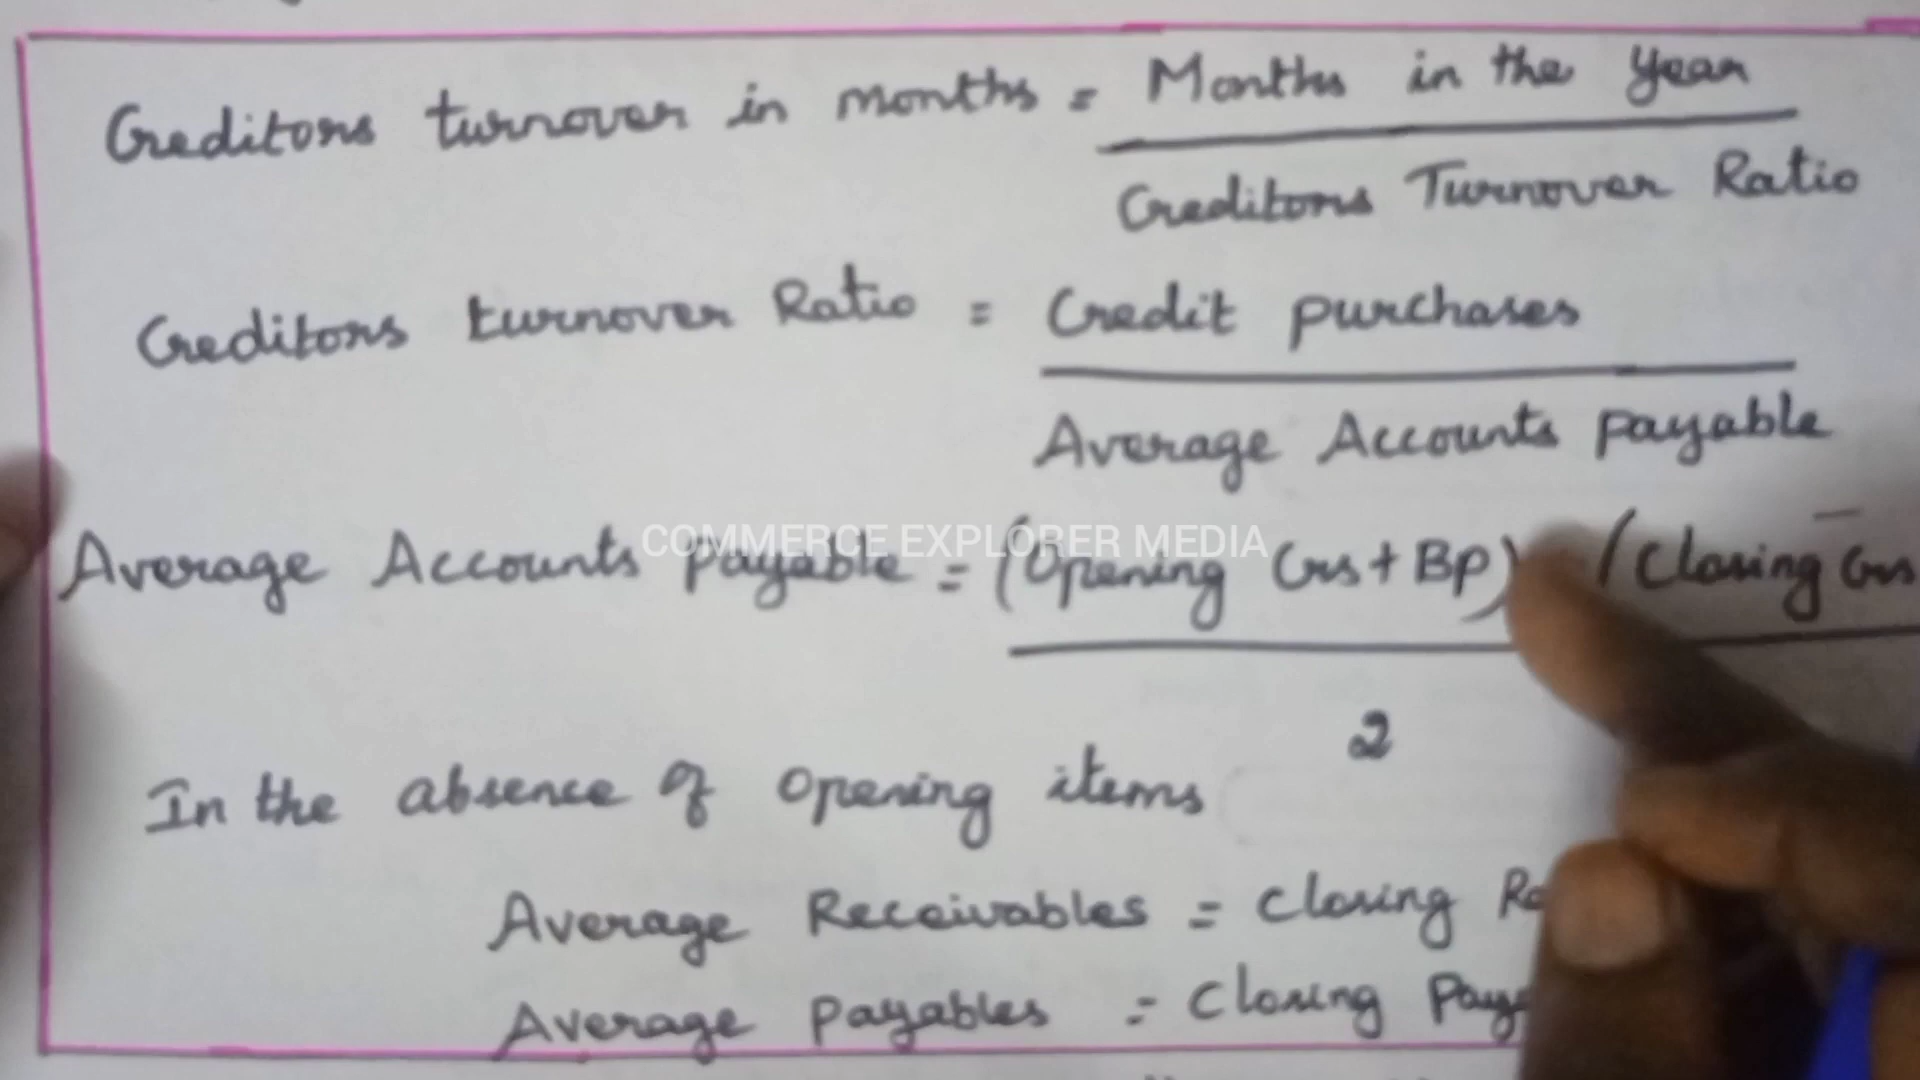 Creditors turnover in months = Months in the Year
Creditors Turnover Ratio
Creditors turnover Ratio = Credit purchases
Average Accounts payable
COMMERCE EXPLORER MEDIA
Average Accounts payable = (Opening Crs + BP) (Closing Crs
2
In the absence of opening items
Average Receivables = Closing Re
Average payables = Closing Pay